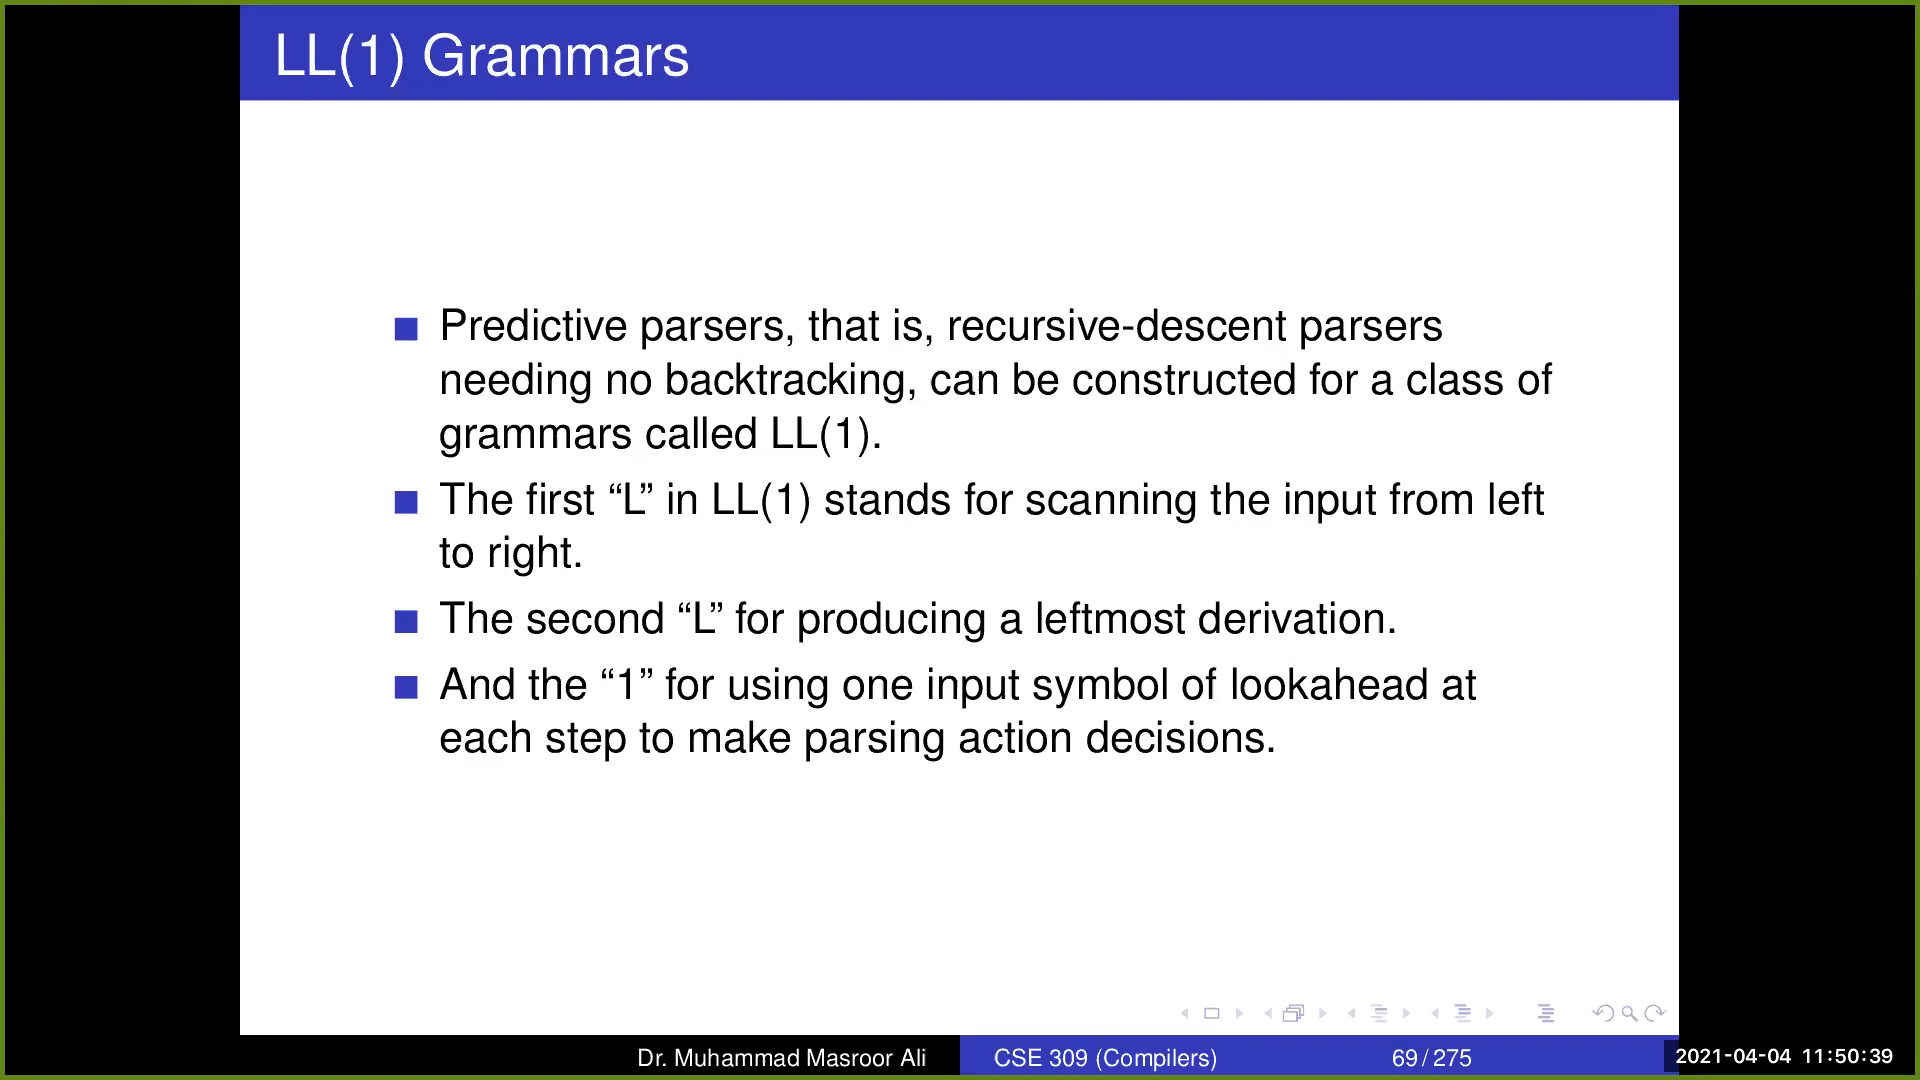 LL(1) Grammars
Predictive parsers, that is, recursive-descent parsers
needing no backtracking, can be constructed for a class of
grammars called LL(1).
The first “L” in LL(1) stands for scanning the input from left
to right.
The second “L” for producing a leftmost derivation.
And the “1” for using one input symbol of lookahead at
each step to make parsing action decisions.
Dr. Muhammad Masroor Ali CSE 309 (Compilers) 69 / 275 2021-04-04 11:50:39